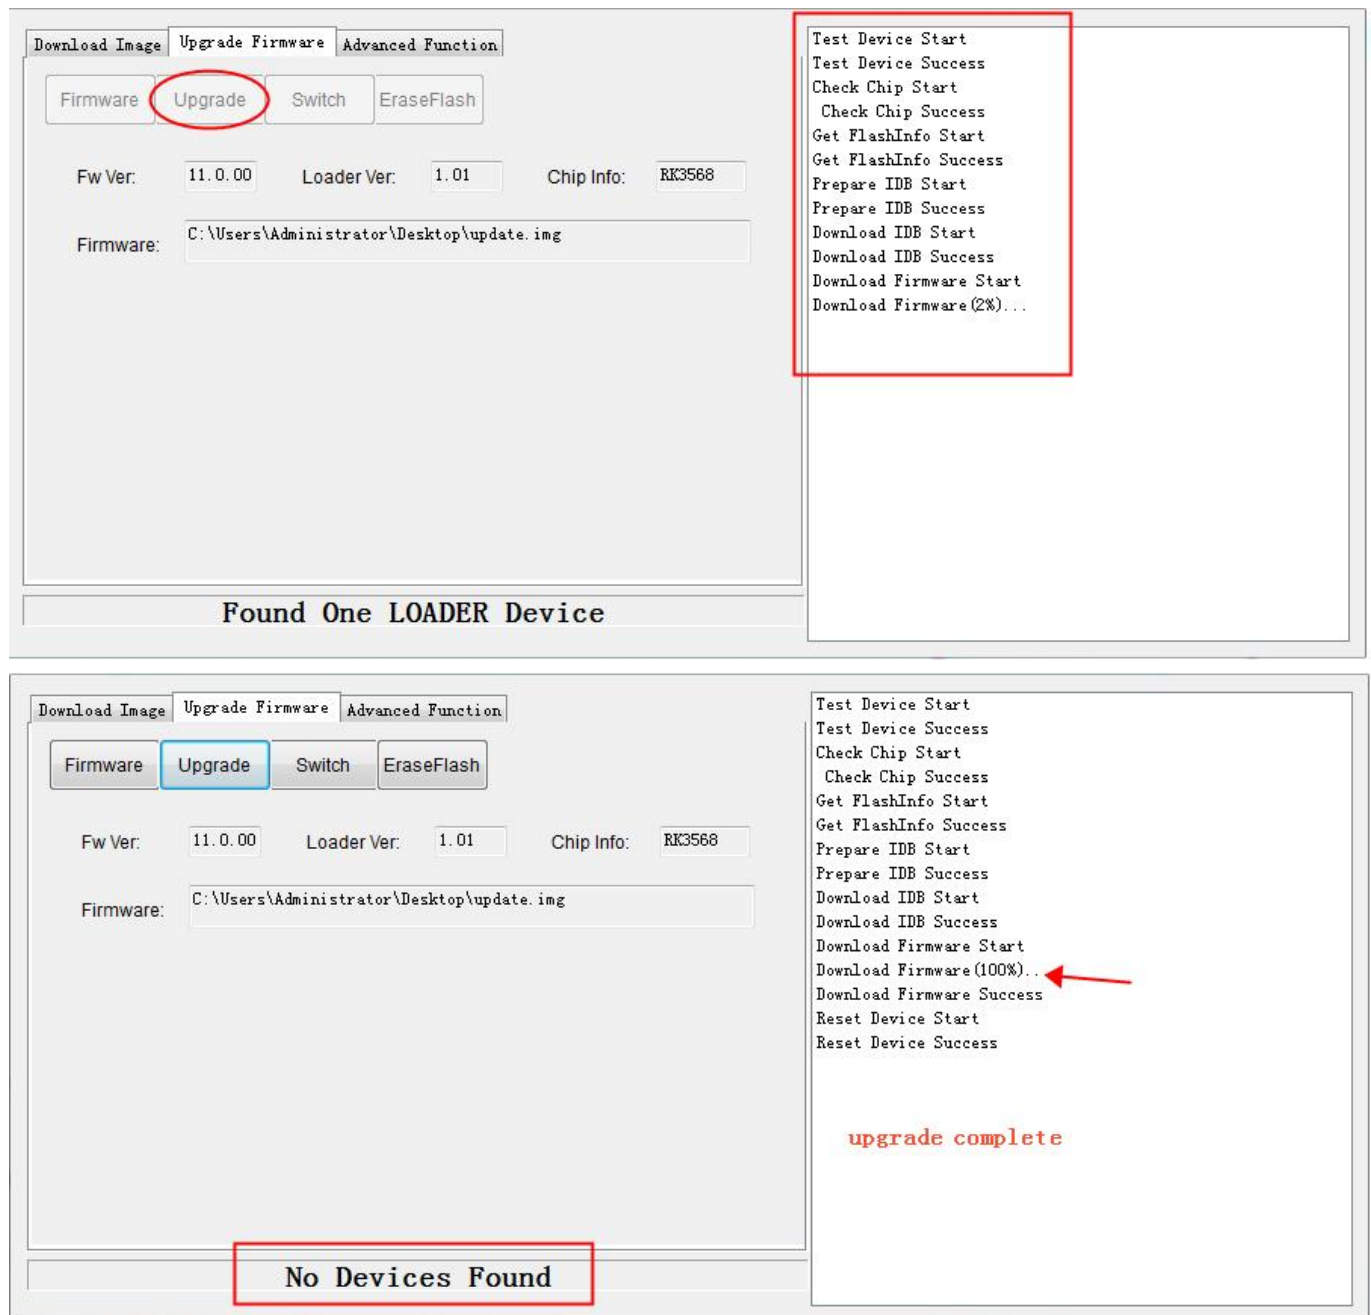 Download Image Upgrade Firmware Advanced Function
Firmware Upgrade Switch EraseFlash
Fw Ver: 11.0.00 Loader Ver: 1.01 Chip Info: RK3568
Firmware: C:\Users\Administrator\Desktop\update.img
Found One LOADER Device
Test Device Start
Test Device Success
Check Chip Start
Check Chip Success
Get FlashInfo Start
Get FlashInfo Success
Prepare IDB Start
Prepare IDB Success
Download IDB Start
Download IDB Success
Download Firmware Start
Download Firmware(2%)...
Download Image Upgrade Firmware Advanced Function
Firmware Upgrade Switch EraseFlash
Fw Ver: 11.0.00 Loader Ver: 1.01 Chip Info: RK3568
Firmware: C:\Users\Administrator\Desktop\update.img
No Devices Found
Test Device Start
Test Device Success
Check Chip Start
Check Chip Success
Get FlashInfo Start
Get FlashInfo Success
Prepare IDB Start
Prepare IDB Success
Download IDB Start
Download IDB Success
Download Firmware Start
Download Firmware(100%)..
Download Firmware Success
Reset Device Start
Reset Device Success
upgrade complete